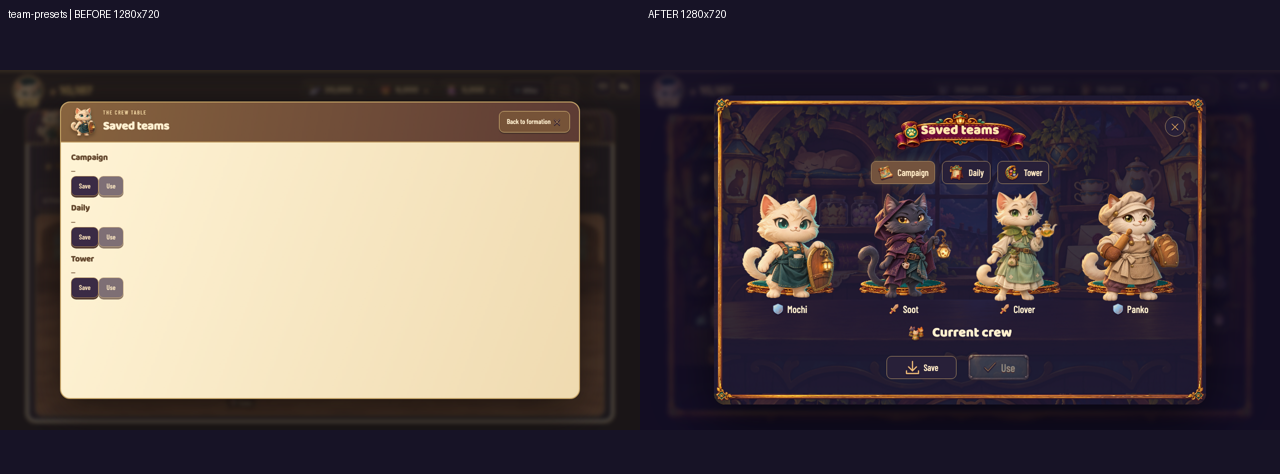 team-presets | BEFORE 1280x720
THE CREW TABLE
Saved teams
Back to formation
Campaign
–
Save Use
Daily
–
Save Use
Tower
–
Save Use
AFTER 1280x720
Saved teams
Campaign Daily Tower
Mochi Soot Clover Panko
Current crew
Save Use